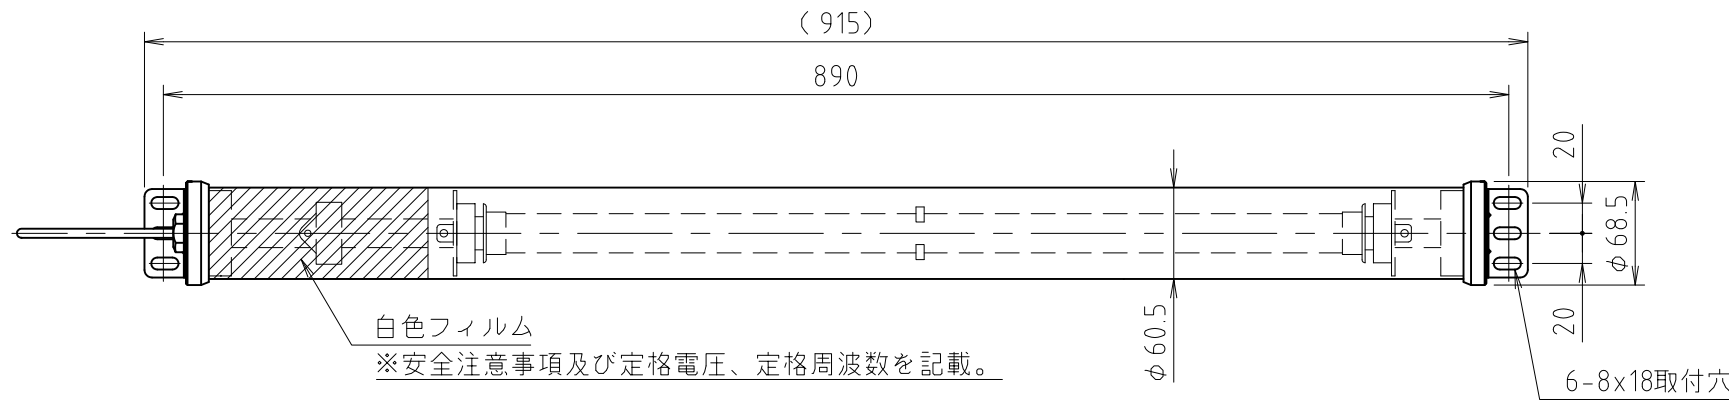 (915)
890
20
φ68.5
20
φ60.5
白色フィルム
※安全注意事項及び定格電圧、定格周波数を記載。
6-8x18取付穴